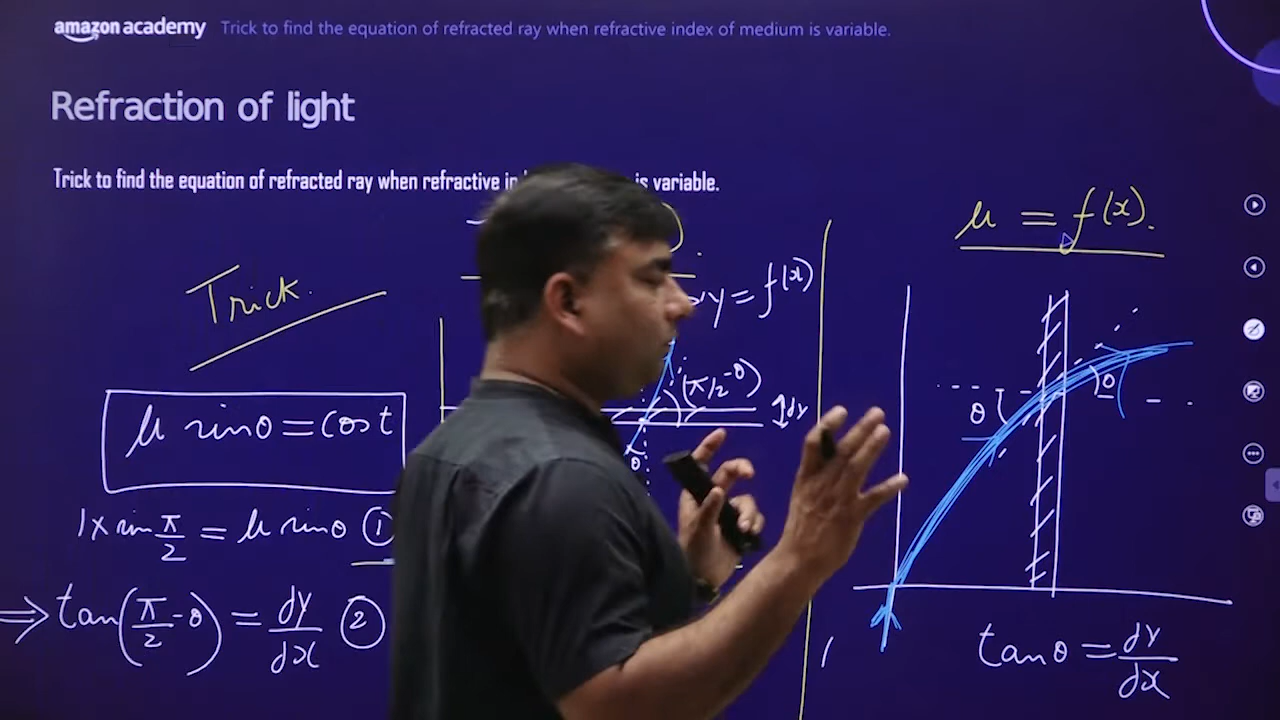 amazon academy Trick to find the equation of refracted ray when refractive index of medium is variable.
Refraction of light
Trick to find the equation of refracted ray when refractive in is variable.
Trick.
μ sinθ = cost
1 x sin π/2 = μ sinθ ①
⇒ tan(π/2 - θ) = dy/dx ②
y = f(x)
(π/2 - θ)
dy
θ
μ = f(x).
θ
θ
tanθ = dy/dx